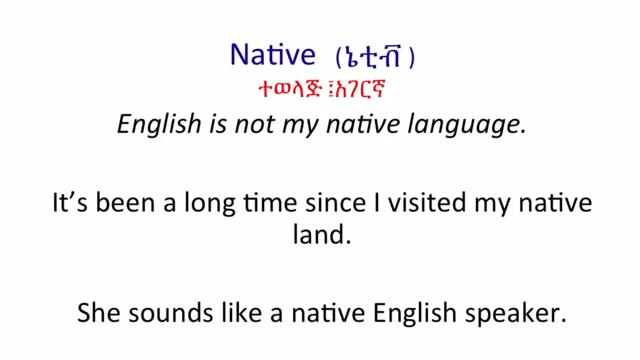 Native (ኔቲቭ)
ተወላጅ ፤አገርኛ
English is not my native language.
It’s been a long time since I visited my native
land.
She sounds like a native English speaker.